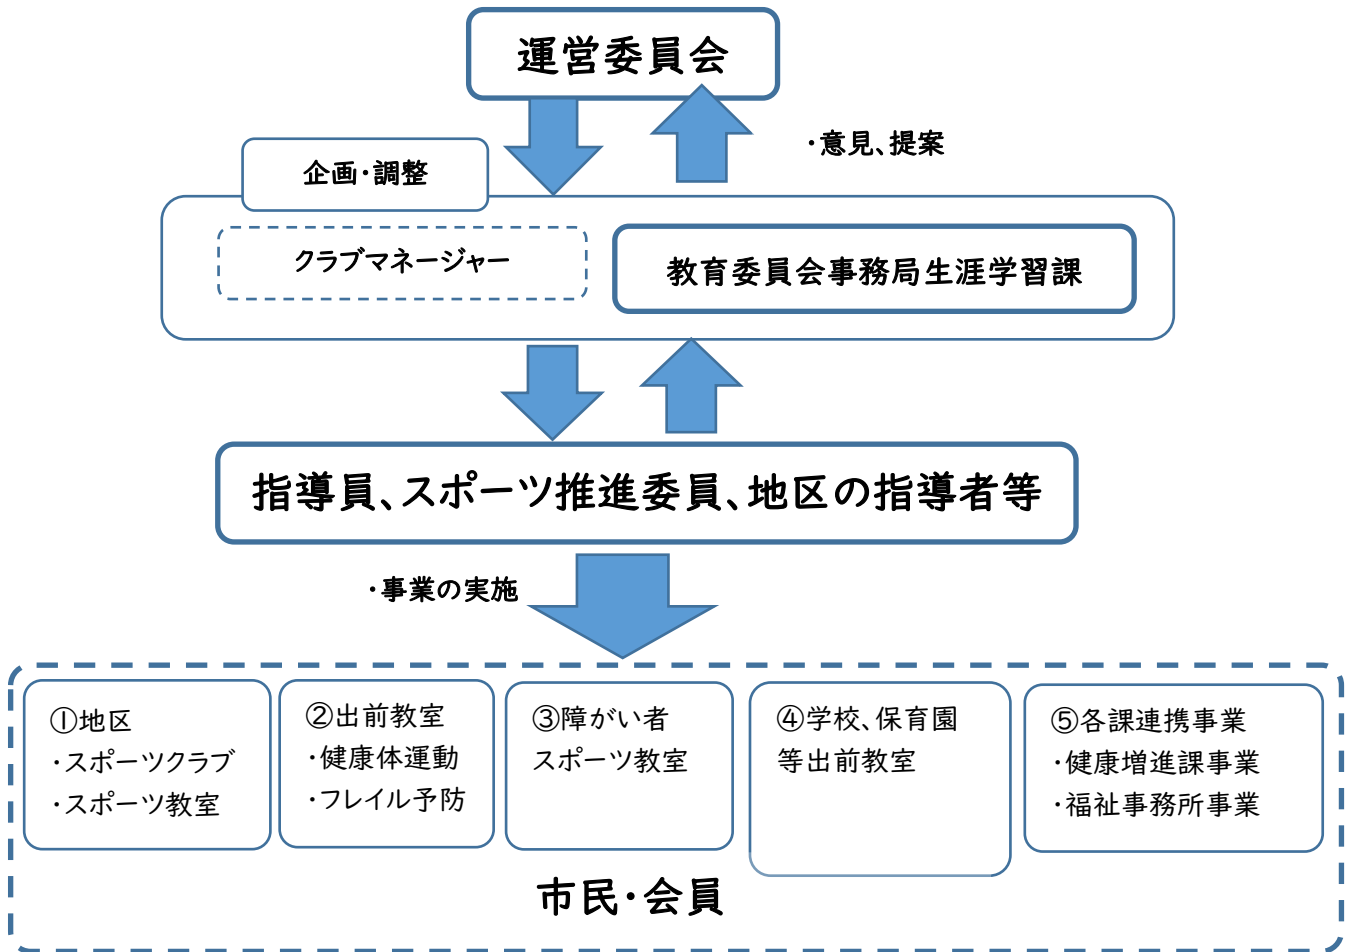 運営委員会
・意見、提案
企画・調整
クラブマネージャー
教育委員会事務局生涯学習課
指導員、スポーツ推進委員、地区の指導者等
・事業の実施
①地区
・スポーツクラブ
・スポーツ教室
②出前教室
・健康体運動
・フレイル予防
③障がい者
スポーツ教室
④学校、保育園
等出前教室
⑤各課連携事業
・健康増進課事業
・福祉事務所事業
市民・会員